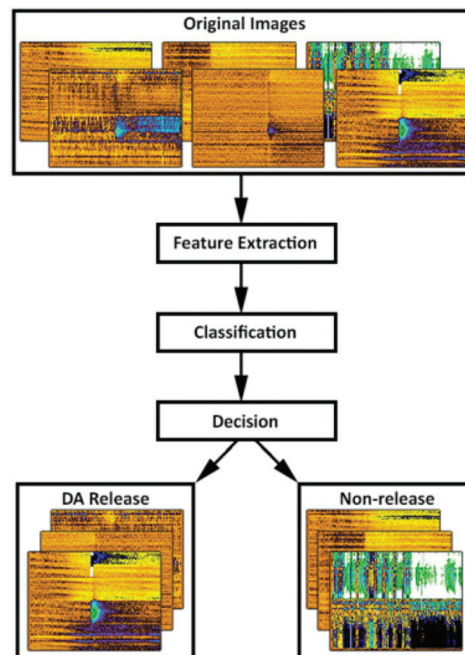 Original Images
Feature Extraction
Classification
Decision
DA Release
Non-release